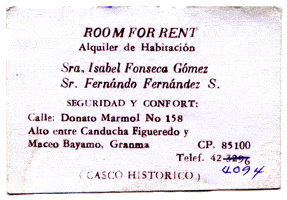 ROOM FOR RENT
Alquiler de Habitación
Sra. Isabel Fonseca Gómez
Sr. Fernándo Fernández S.
SEGURIDAD Y CONFORT:
Calle: Donato Marmol No 158
Alto entre Canducha Figueredo y
Maceo Bayamo, Granma CP. 85100
Telef. 42-3296
4094
(CASCO HISTORICO)